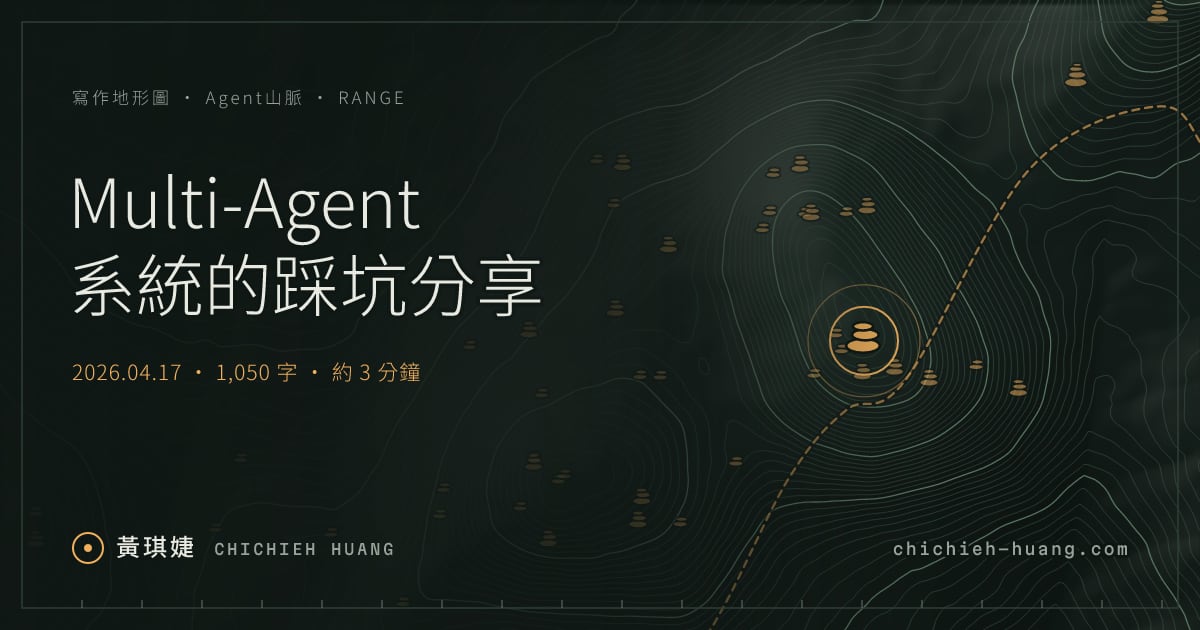 寫作地形圖 · Agent山脈 · RANGE
Multi-Agent
系統的踩坑分享
2026.04.17 · 1,050 字 · 約 3 分鐘
黃琪婕 CHICHIEH HUANG
chichieh-huang.com